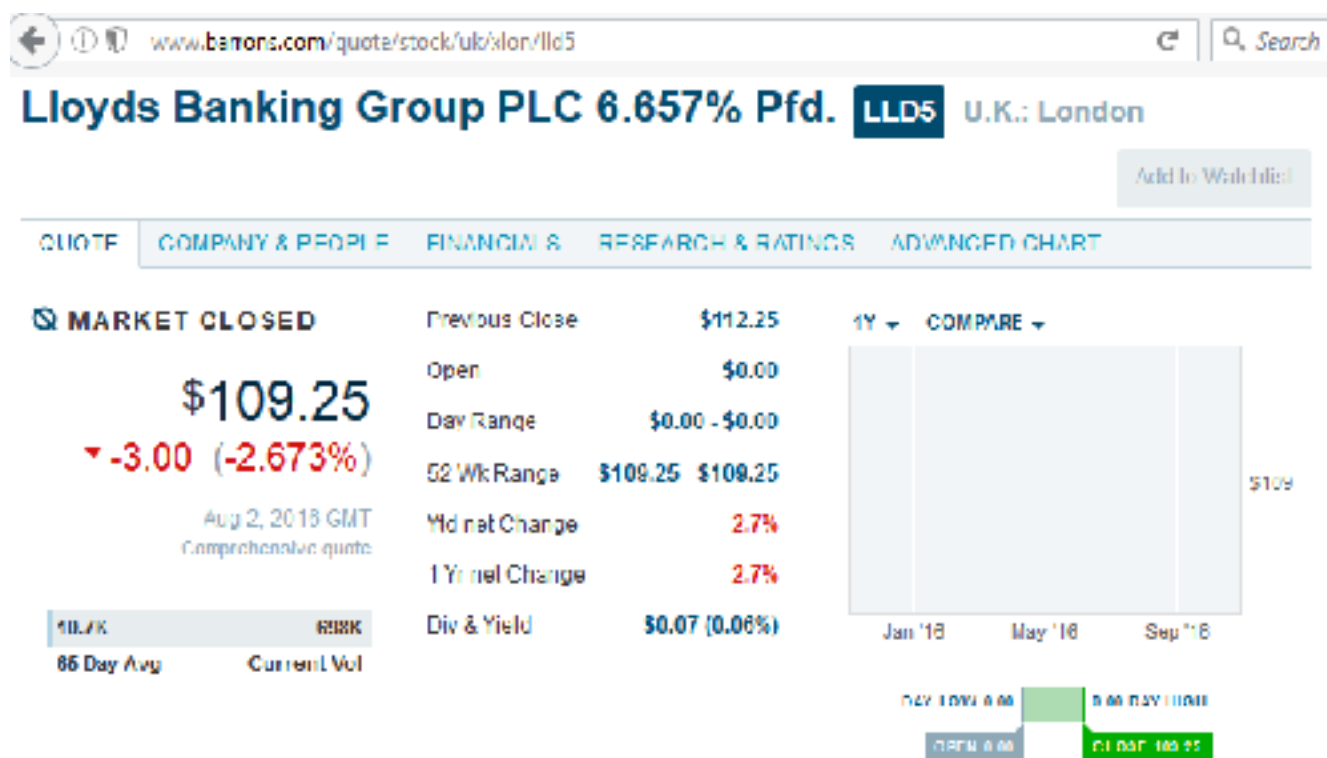 www.barrons.com/quote/stock/uk/xlon/lld5 Search
Lloyds Banking Group PLC 6.657% Pfd. LLD5 U.K.: London
Add to Watchlist
QUOTE COMPANY & PEOPLE FINANCIALS RESEARCH & RATINGS ADVANCED CHART
MARKET CLOSED
$109.25
-3.00 (-2.673%)
Aug 2, 2016 GMT
Comprehensive quote
10.7K 698K
65 Day Avg Current Vol
Previous Close $112.25
Open $0.00
Day Range $0.00 - $0.00
52 Wk Range $109.25 $109.25
Ytd net Change 2.7%
1 Yr net Change 2.7%
Div & Yield $0.07 (0.06%)
1Y COMPARE
$109
Jan '16 May '16 Sep '16
DAY LOW 0.00 0.00 DAY HIGH
OPEN 0.00 CLOSE 109.25